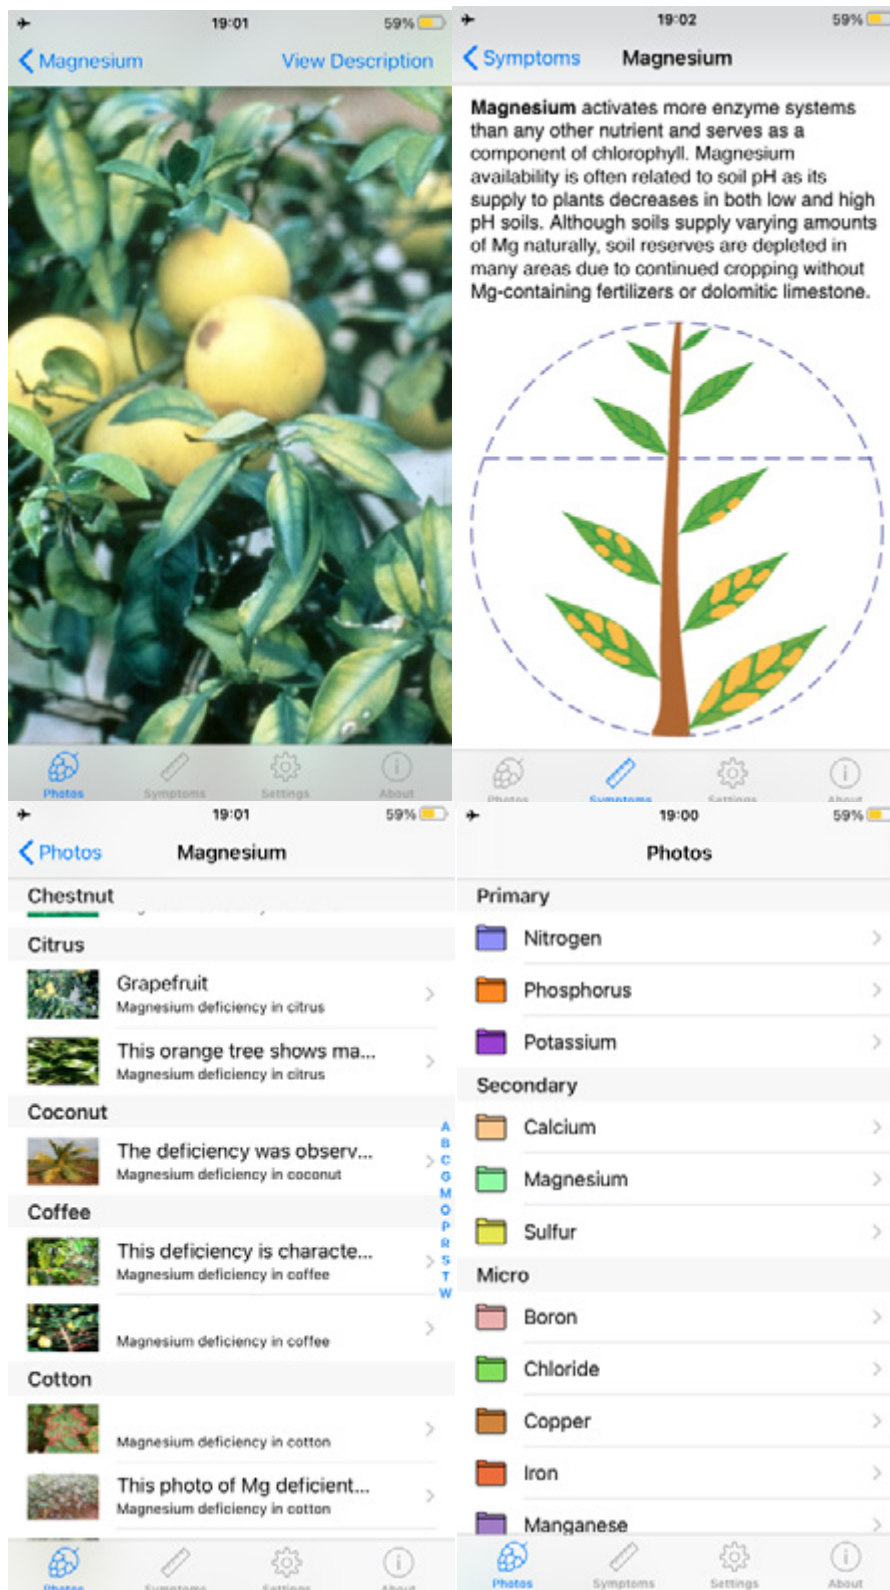 19:01
59%
Magnesium
View Description
Photos
Symptoms
Settings
About
19:02
59%
Symptoms
Magnesium
Magnesium activates more enzyme systems
than any other nutrient and serves as a
component of chlorophyll. Magnesium
availability is often related to soil pH as its
supply to plants decreases in both low and high
pH soils. Although soils supply varying amounts
of Mg naturally, soil reserves are depleted in
many areas due to continued cropping without
Mg-containing fertilizers or dolomitic limestone.
Photos
Symptoms
Settings
About
19:01
59%
Photos
Magnesium
Chestnut
Citrus
Grapefruit
Magnesium deficiency in citrus
This orange tree shows ma...
Magnesium deficiency in citrus
Coconut
The deficiency was observ...
Magnesium deficiency in coconut
Coffee
This deficiency is characte...
Magnesium deficiency in coffee
Magnesium deficiency in coffee
Cotton
Magnesium deficiency in cotton
This photo of Mg deficient...
Magnesium deficiency in cotton
A
B
C
G
M
O
P
R
S
T
W
Photos
Symptoms
Settings
About
19:00
59%
Photos
Primary
Nitrogen
Phosphorus
Potassium
Secondary
Calcium
Magnesium
Sulfur
Micro
Boron
Chloride
Copper
Iron
Manganese
Photos
Symptoms
Settings
About